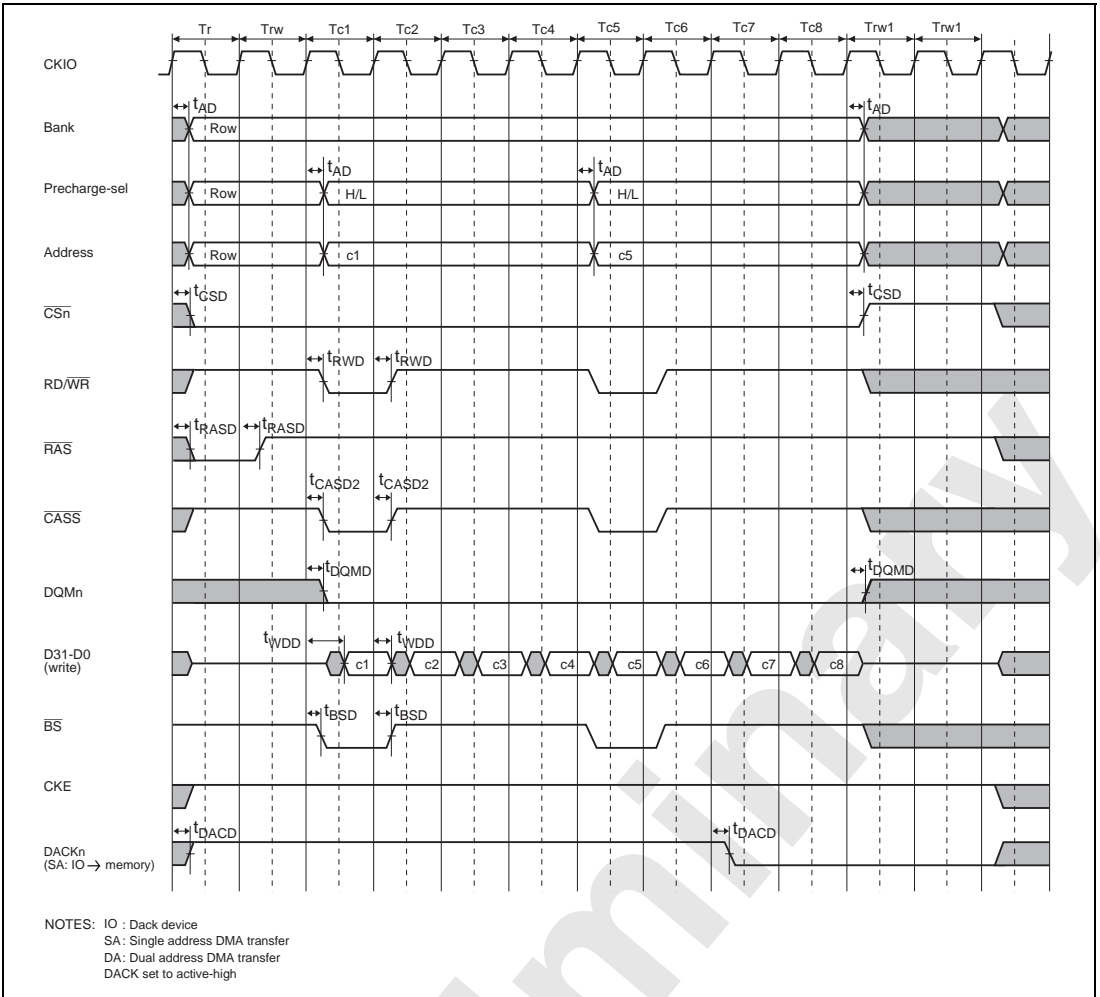 Tr Trw Tc1 Tc2 Tc3 Tc4 Tc5 Tc6 Tc7 Tc8 Trw1 Trw1
CKIO
tAD tAD
Bank Row
tAD tAD
Precharge-sel Row H/L H/L
Address Row c1 c5
tCSD tCSD
CSn
tRWD tRWD
RD/WR
tRASD tRASD
RAS
tCASD2 tCASD2
CASS
tDQMD tDQMD
DQMn
tWDD tWDD
D31-D0 c1 c2 c3 c4 c5 c6 c7 c8
(write)
tBSD tBSD
BS
CKE
tDACD tDACD
DACKn
(SA: IO → memory)
NOTES: IO : Dack device
SA : Single address DMA transfer
DA : Dual address DMA transfer
DACK set to active-high